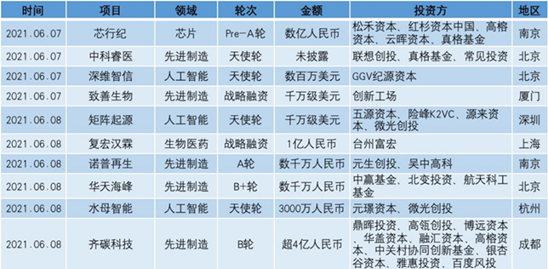 时间 项目 领域 轮次 金额 投资方 地区
2021.06.07 芯行纪 芯片 Pre-A轮 数亿人民币 松禾资本、红杉资本中国、高榕
资本、云晖资本、真格基金 南京
2021.06.07 中科睿医 先进制造 天使轮 未披露 联想创投、真格基金、常见投资 北京
2021.06.07 深维智信 人工智能 天使轮 数百万美元 GGV纪源资本 北京
2021.06.07 致善生物 先进制造 战略融资 千万级美元 创新工场 厦门
2021.06.08 矩阵起源 人工智能 天使轮 千万级美元 五源资本、险峰K2VC、源来资
本、微光创投 深圳
2021.06.08 复宏汉霖 生物医药 战略融资 1亿人民币 台州富宏 上海
2021.06.08 诺普再生 先进制造 A轮 数千万人民币 元生创投、吴中高科 南京
2021.06.08 华天海峰 先进制造 B+轮 数千万人民币 中赢基金、北变投资、航天科工
基金 北京
2021.06.08 水母智能 人工智能 天使轮 3000万人民币 元璟资本、微光创投 杭州
2021.06.08 齐碳科技 先进制造 B轮 超4亿人民币 鼎晖投资、高瓴创投、博远资本
、华盖资本、融汇资本、高榕资
本、中关村协同创新基金、银杏
谷资本、雅惠投资、百度风投 成都